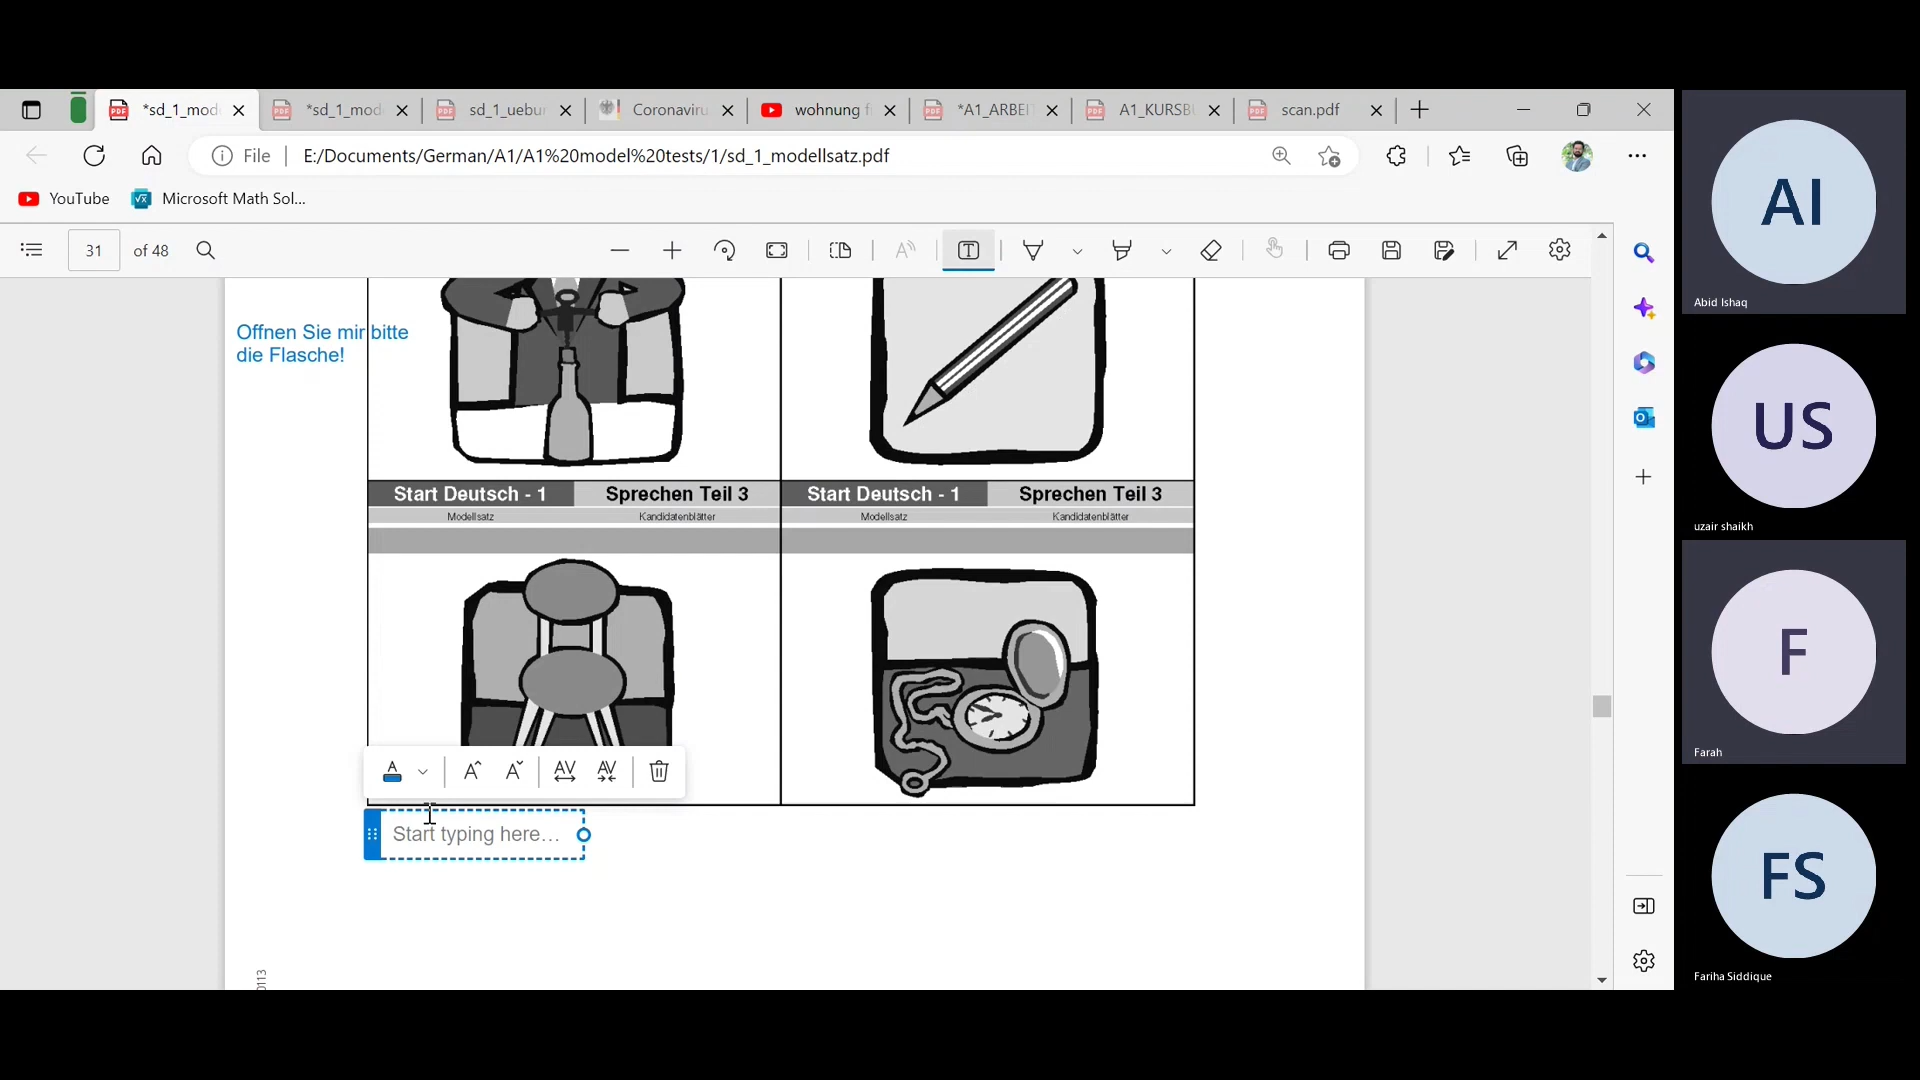 *sd_1_mod
*sd_1_mod
sd_1_uebun
Coronaviru
wohnung f
*A1_ARBEI
A1_KURSBU
scan.pdf
File
E:/Documents/German/A1/A1%20model%20tests/1/sd_1_modellsatz.pdf
YouTube
Microsoft Math Sol...
31
of 48
Offnen Sie mir bitte
die Flasche!
Start Deutsch - 1
Sprechen Teil 3
Start Deutsch - 1
Sprechen Teil 3
Modellsatz
Kandidatenblätter
Modellsatz
Kandidatenblätter
Start typing here…
AI
Abid Ishaq
US
uzair shaikh
F
Farah
FS
Fariha Siddique